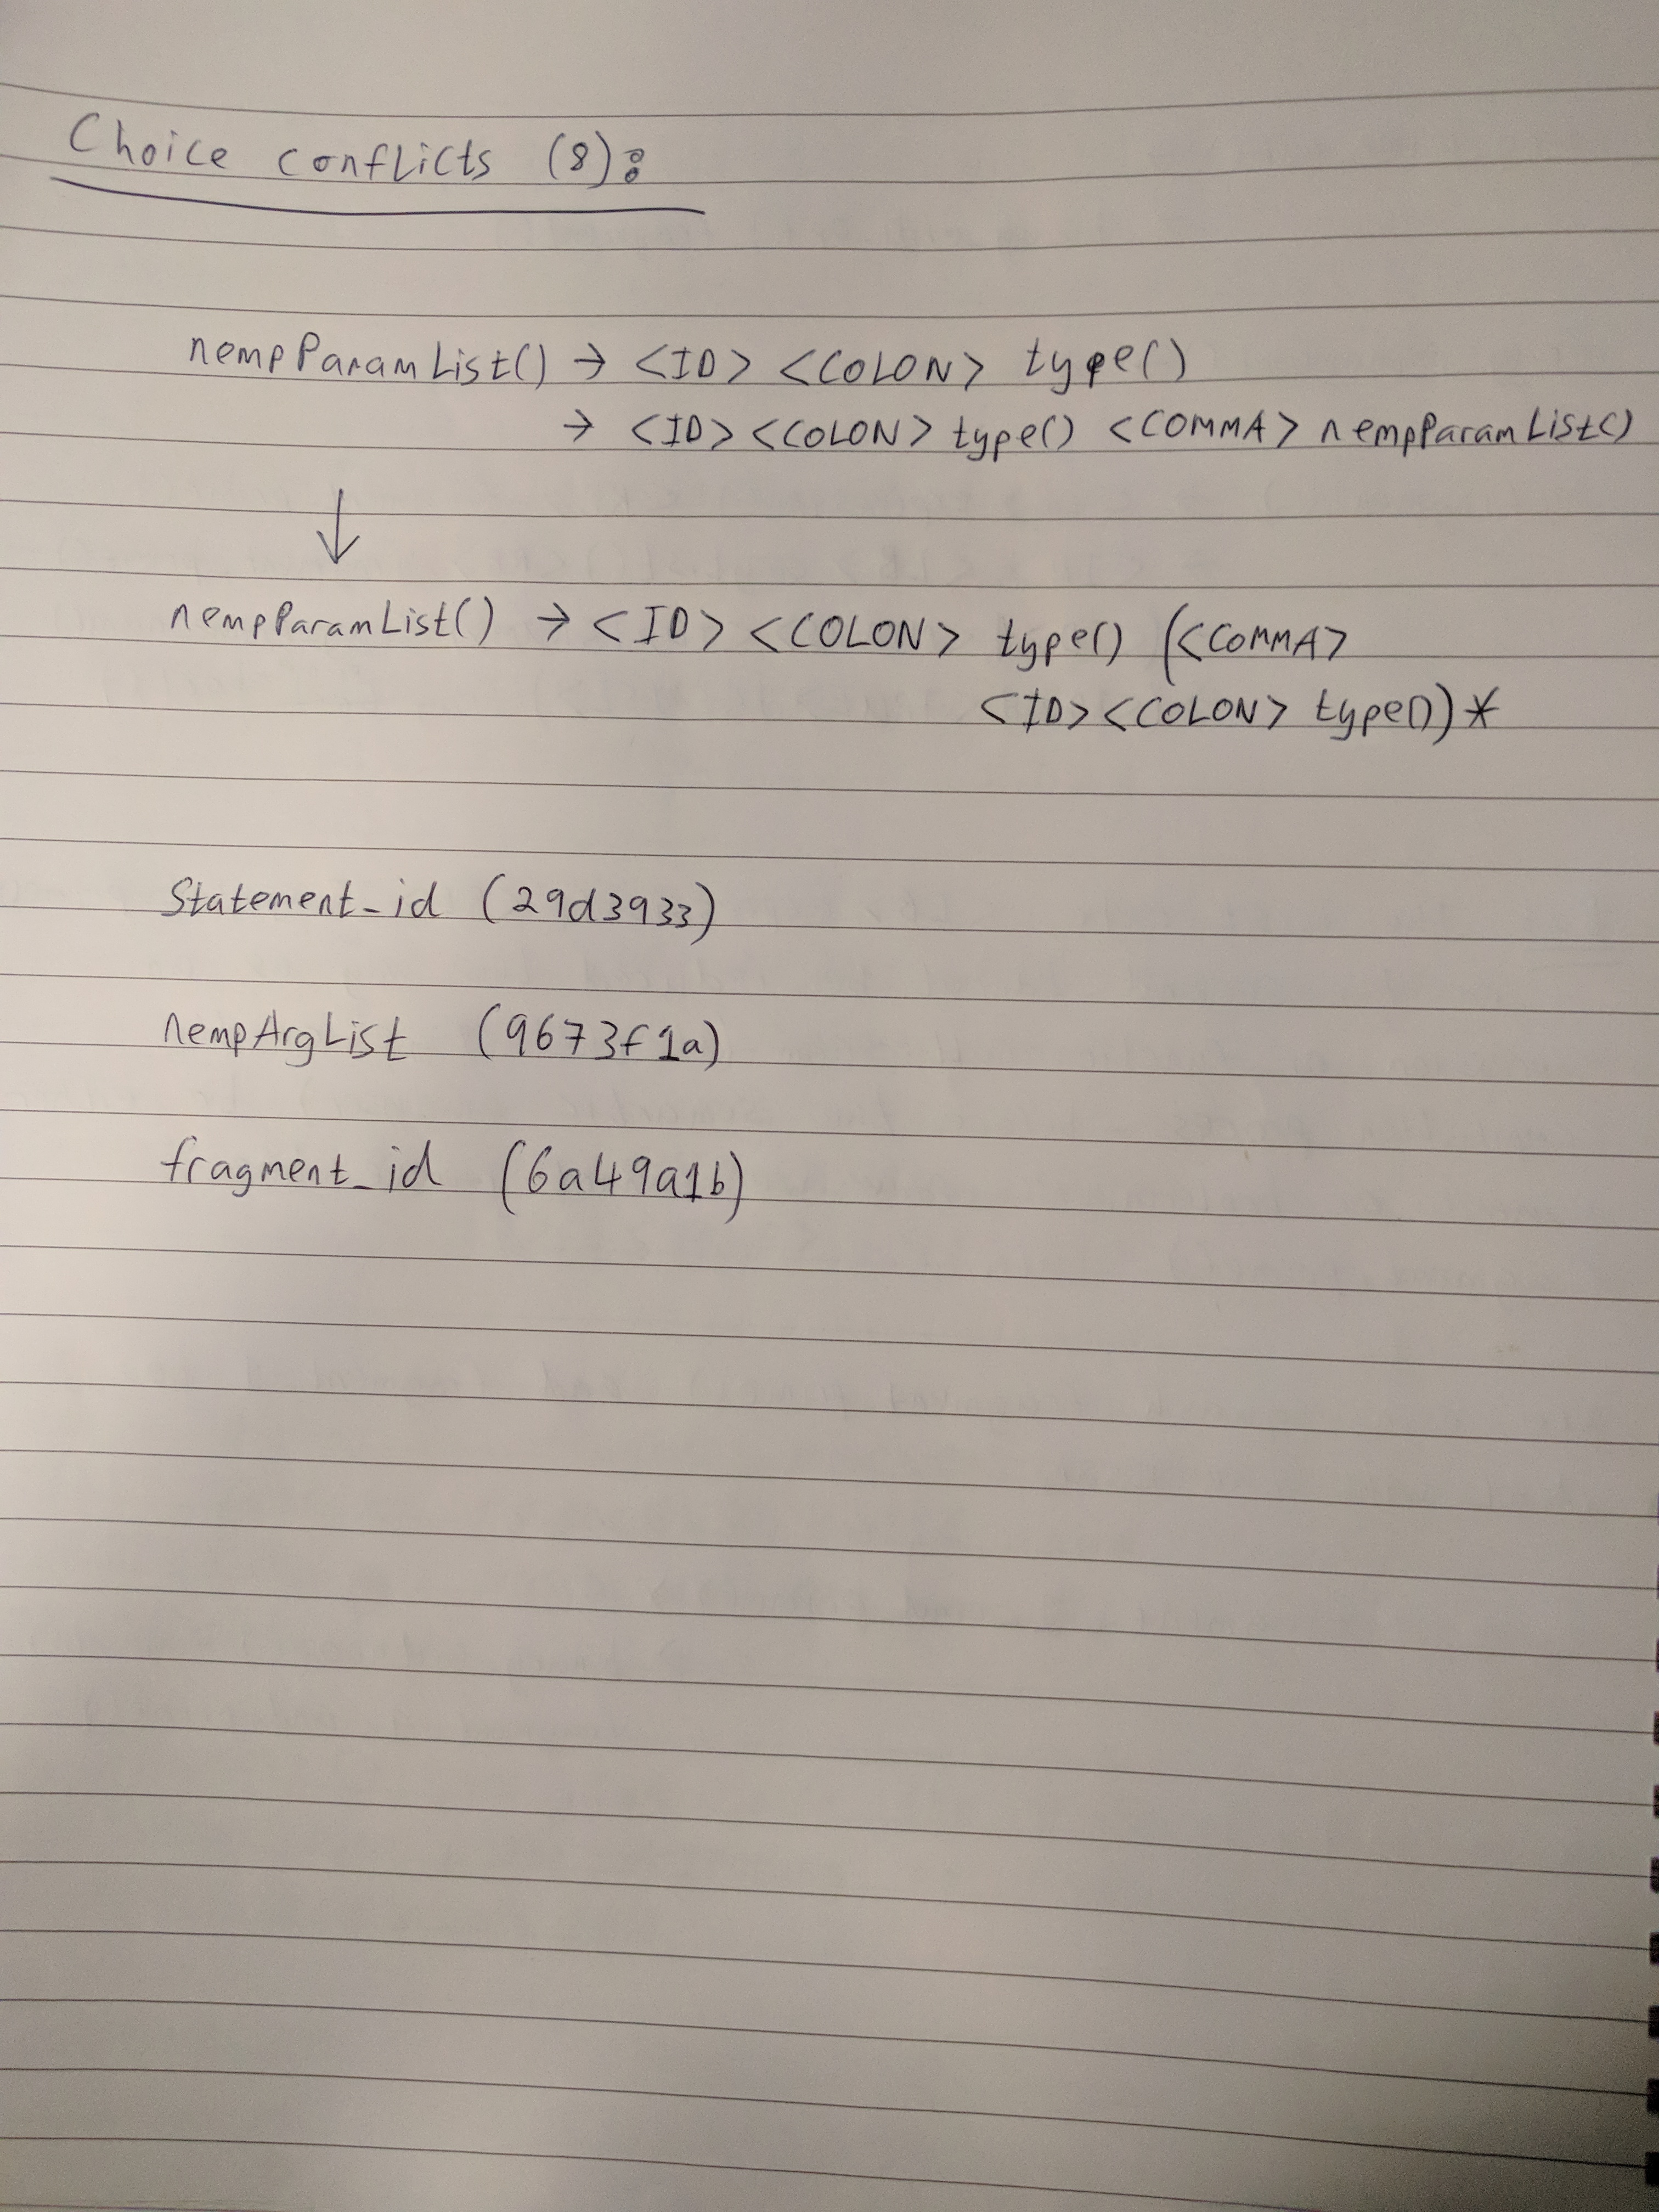 Choice conflicts (8):
nempParamList() → <ID> <COLON> type()
→ <ID> <COLON> type() <COMMA> nempParamList()
↓
nempParamList() → <ID> <COLON> type() (<COMMA>
<ID> <COLON> type())*
Statement_id (29d3933)
nempArgList (9673f1a)
fragment_id (6a49a1b)